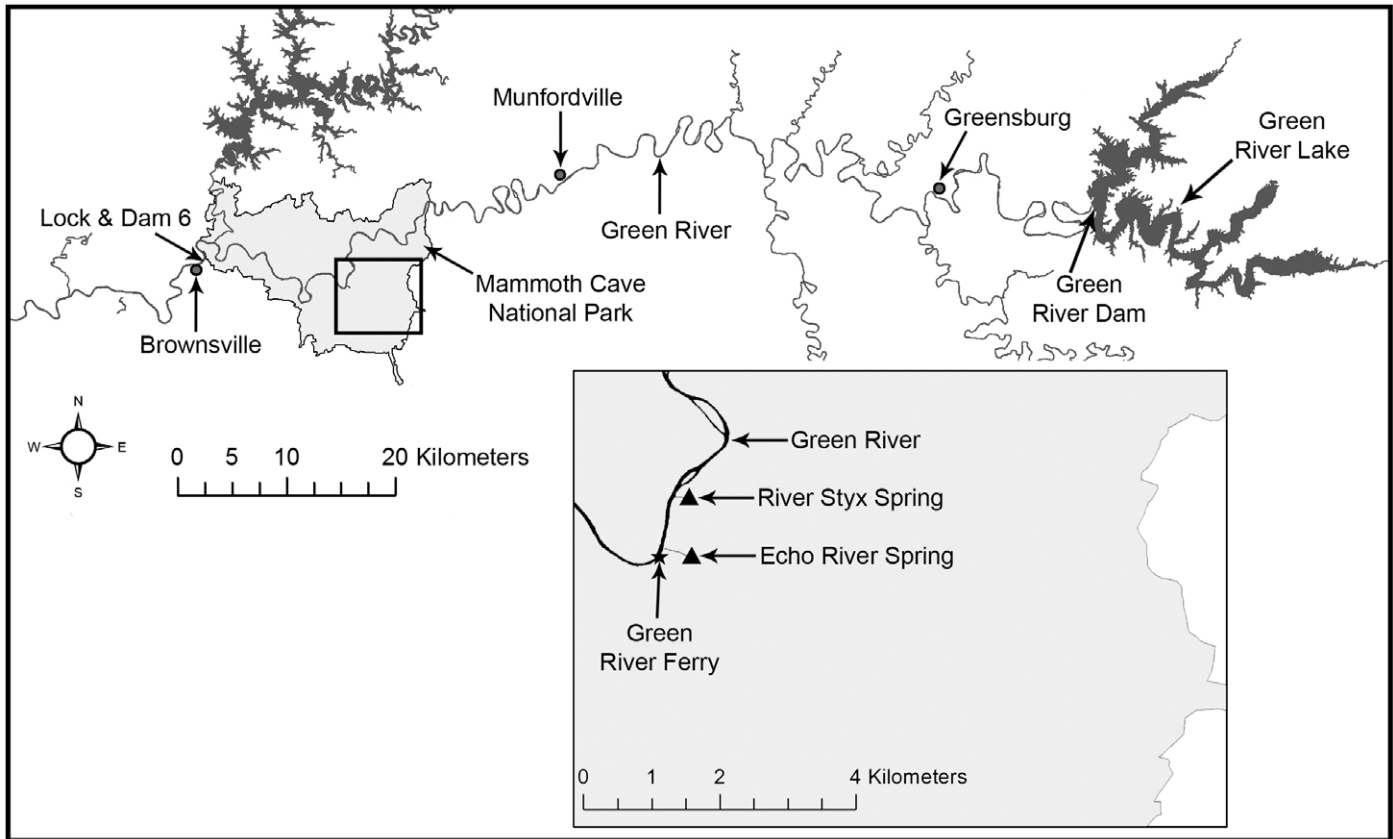 Munfordville
Greensburg
Green
River Lake
Lock & Dam 6
Green River
Mammoth Cave
National Park
Green
River Dam
Brownsville
N
W E
S
0 5 10 20 Kilometers
Green River
River Styx Spring
Echo River Spring
Green
River Ferry
0 1 2 4 Kilometers